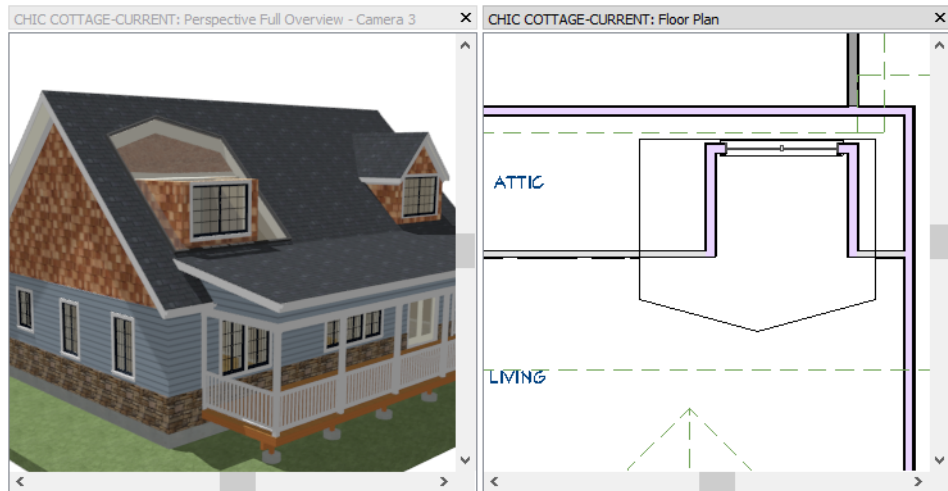 CHIC COTTAGE-CURRENT: Perspective Full Overview - Camera 3
CHIC COTTAGE-CURRENT: Floor Plan
ATTIC
LIVING